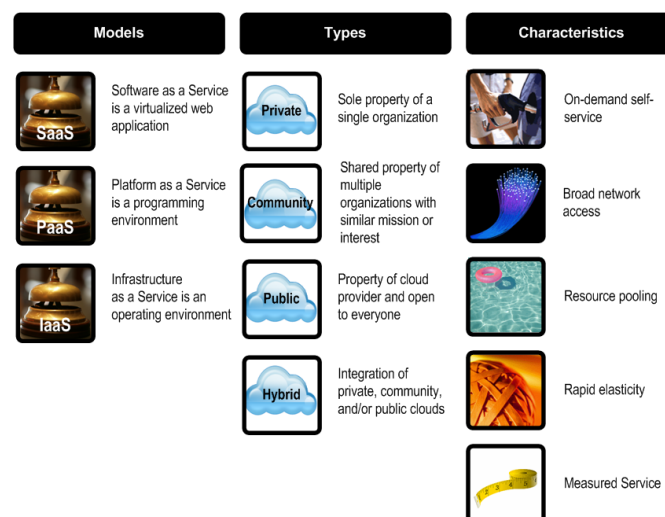 Models
Types
Characteristics
SaaS
Software as a Service
is a virtualized web
application
Private
Sole property of a
single organization
On-demand self-
service
PaaS
Platform as a Service
is a programming
environment
Community
Shared property of
multiple
organizations with
similar mission or
interest
Broad network
access
IaaS
Infrastructure
as a Service is an
operating environment
Public
Property of cloud
provider and open
to everyone
Resource pooling
Hybrid
Integration of
private, community,
and/or public clouds
Rapid elasticity
Measured Service